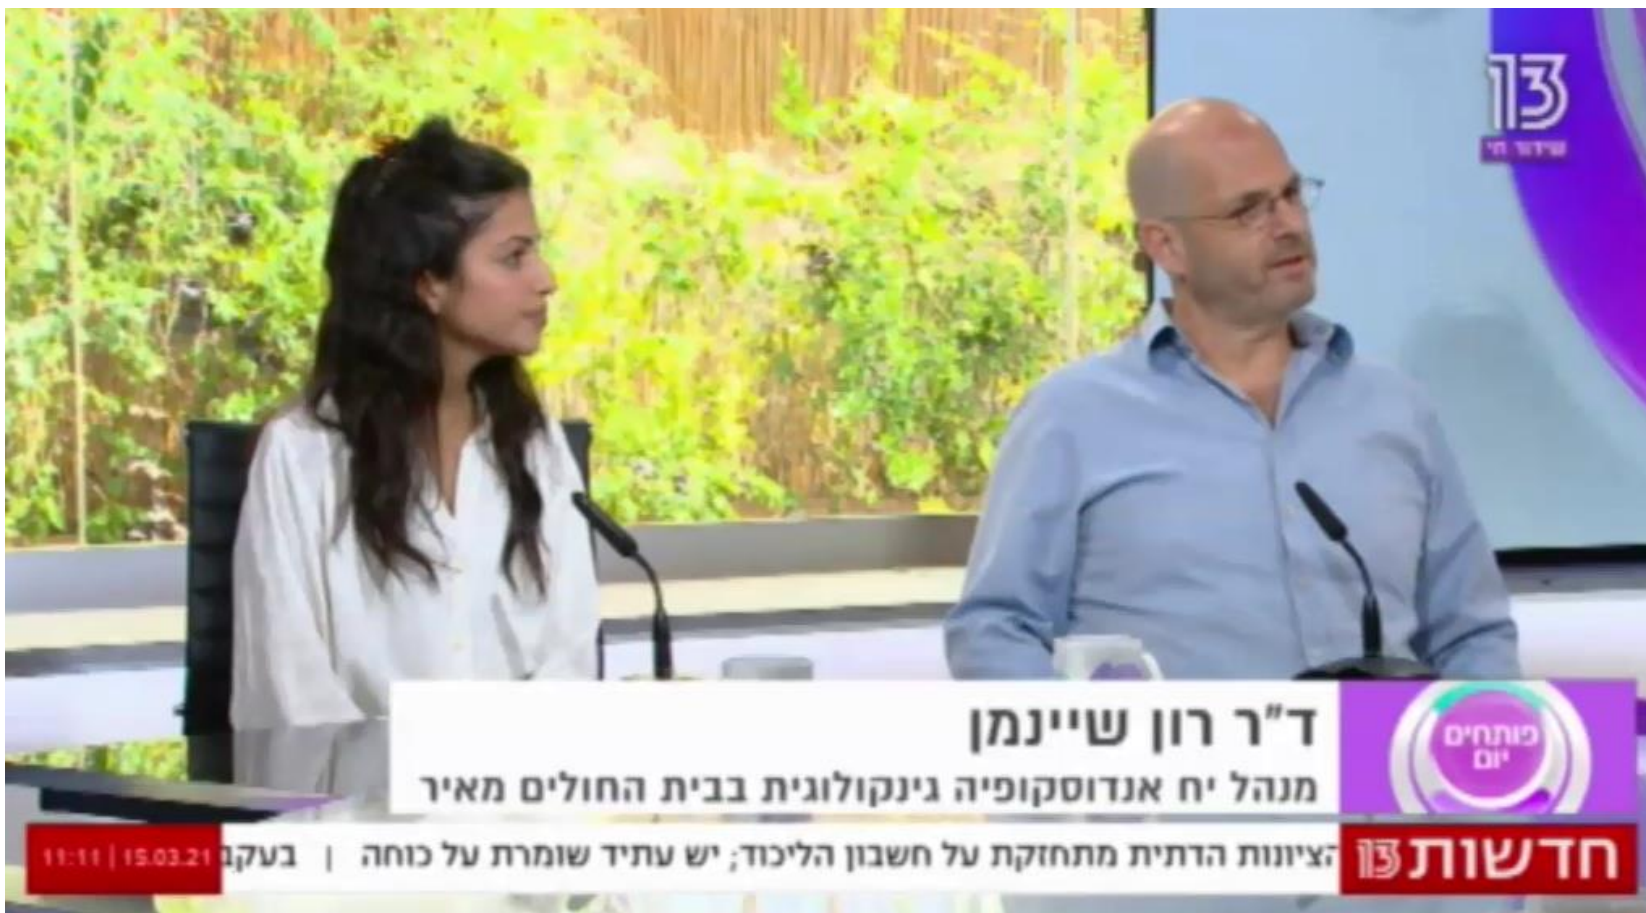 13
שידור חי
ד"ר רון שיינמן
מנהל יח אנדוסקופיה גינקולוגית בבית החולים מאיר
פותחים
יום
חדשות 13
הציונות הדתית מתחזקת על חשבון הליכוד; יש עתיד שומרת על כוחה | בעקב
11:11 | 15.03.21